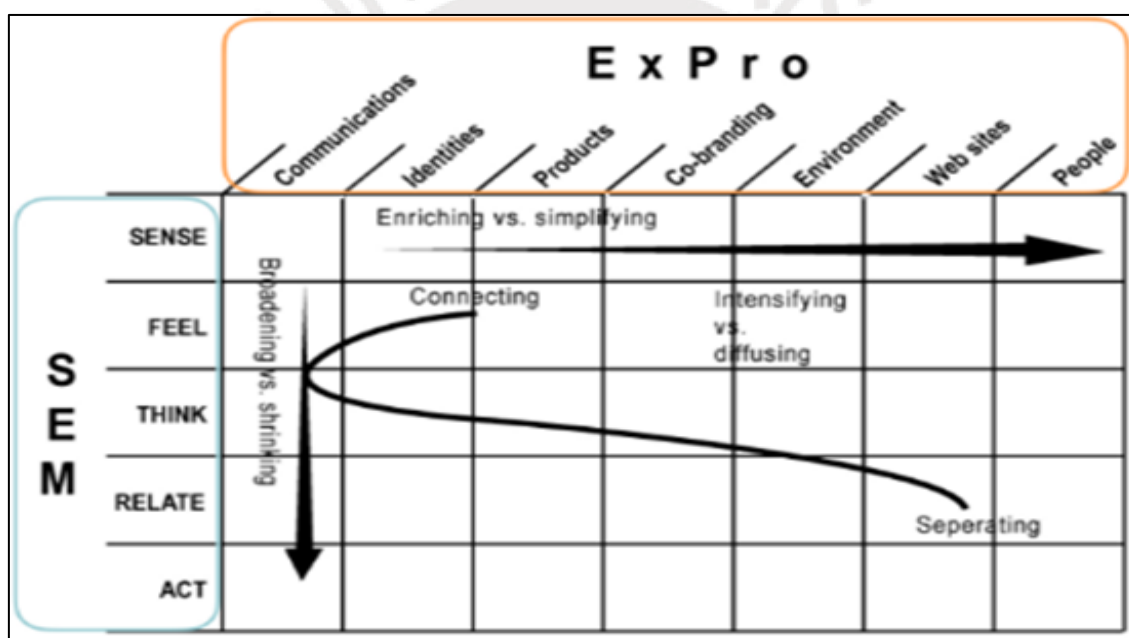 E x P r o
Communications
Identities
Products
Co-branding
Environment
Web sites
People
S
E
M
SENSE
FEEL
THINK
RELATE
ACT
Enriching vs. simplifying
Broadening vs. shrinking
Connecting
Intensifying
vs.
diffusing
Seperating